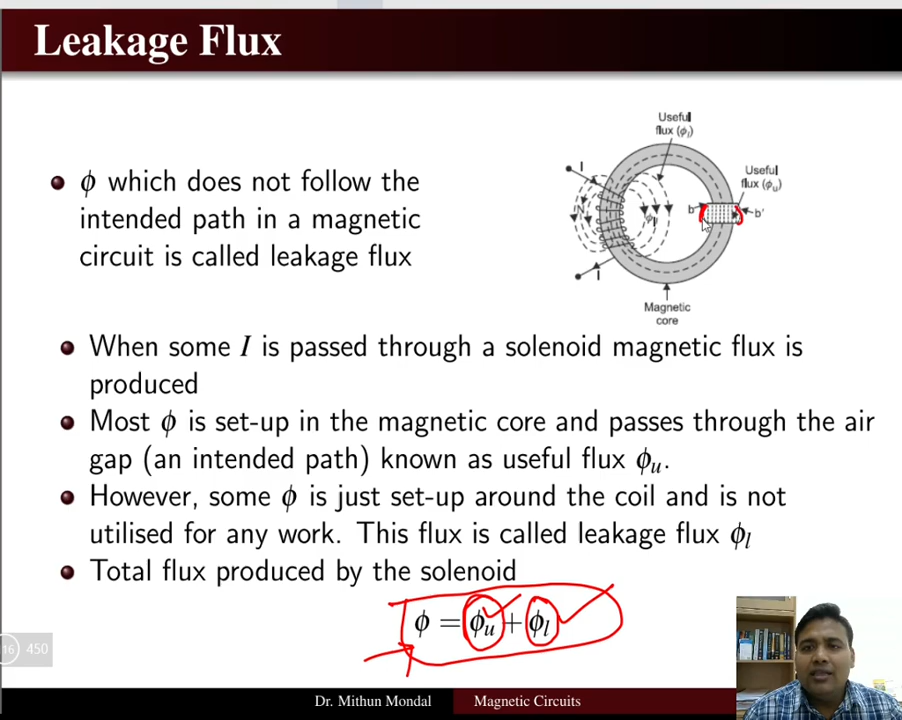 Leakage Flux
ϕ which does not follow the
intended path in a magnetic
circuit is called leakage flux
Useful
flux (ϕl)
Useful
flux (ϕu)
I
N
ϕl
b
b'
I
Magnetic
core
When some I is passed through a solenoid magnetic flux is
produced
Most ϕ is set-up in the magnetic core and passes through the air
gap (an intended path) known as useful flux ϕu.
However, some ϕ is just set-up around the coil and is not
utilised for any work. This flux is called leakage flux ϕl
Total flux produced by the solenoid
ϕ = ϕu + ϕl
16 450
Dr. Mithun Mondal Magnetic Circuits